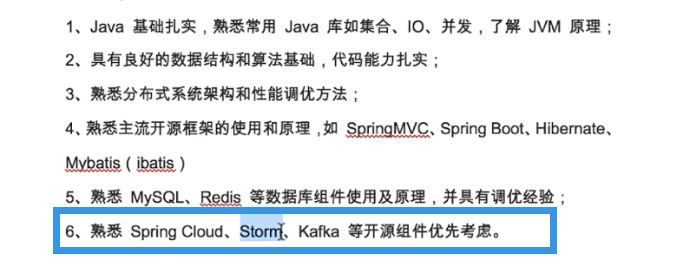 1、Java 基础扎实，熟悉常用 Java 库如集合、IO、并发，了解 JVM 原理；
2、具有良好的数据结构和算法基础，代码能力扎实；
3、熟悉分布式系统架构和性能调优方法；
4、熟悉主流开源框架的使用和原理，如 SpringMVC、Spring Boot、Hibernate、
Mybatis（ibatis）
5、熟悉 MySQL、Redis 等数据库组件使用及原理，并具有调优经验；
6、熟悉 Spring Cloud、Storm、Kafka 等开源组件优先考虑。